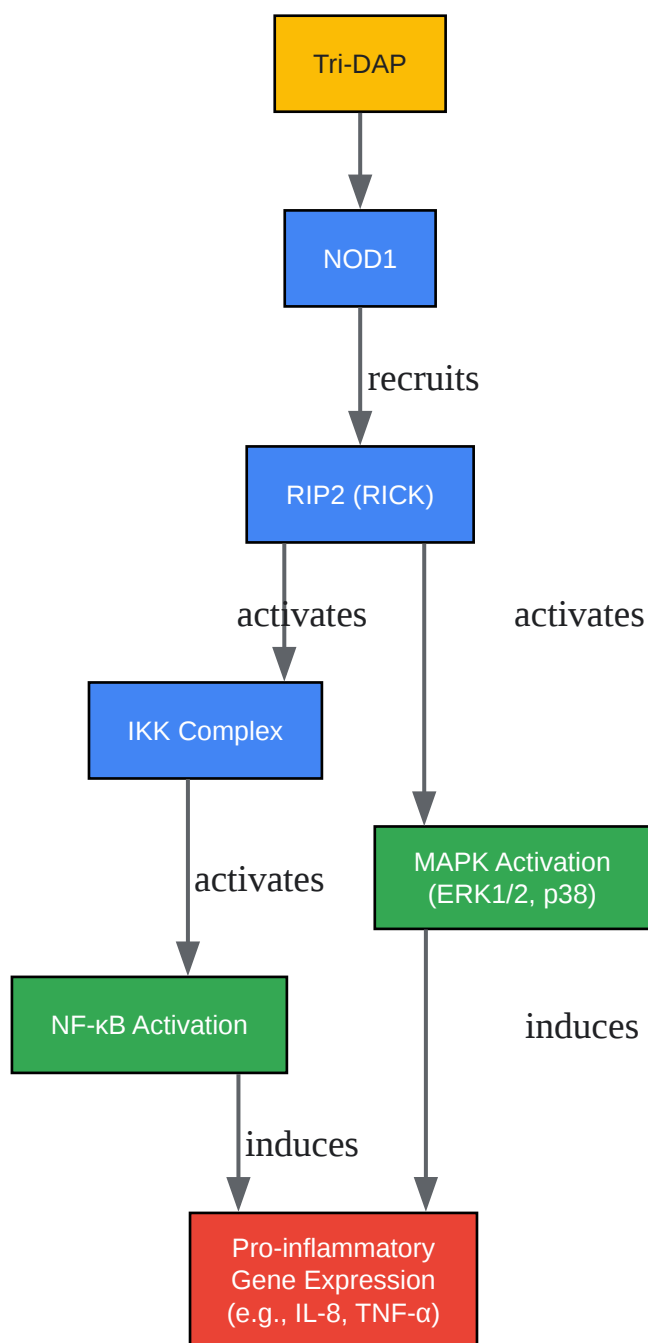 Tri-DAP
NOD1
recruits
RIP2 (RICK)
activates
activates
IKK Complex
MAPK Activation
(ERK1/2, p38)
activates
NF-κB Activation
induces
induces
Pro-inflammatory
Gene Expression
(e.g., IL-8, TNF-α)